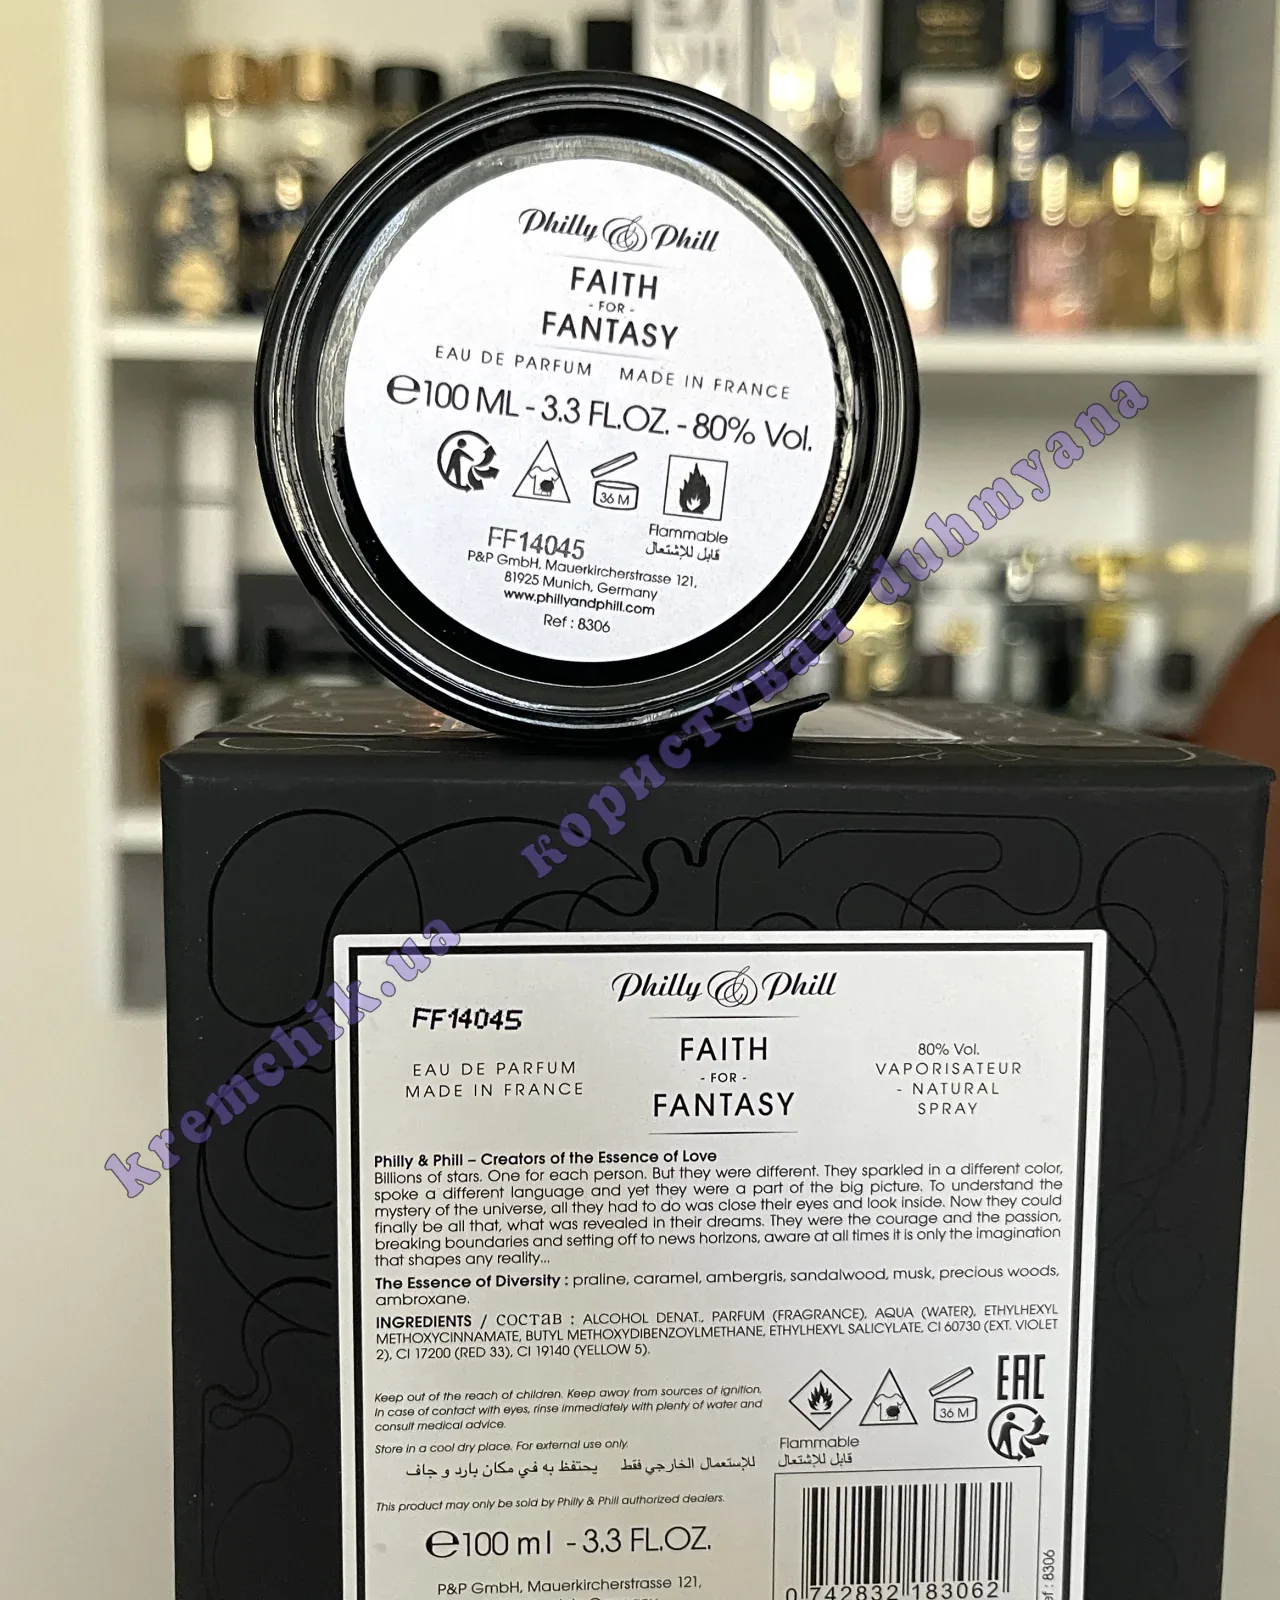 Philly & Phill
FAITH
- FOR -
FANTASY
EAU DE PARFUM MADE IN FRANCE
℮100 ML - 3.3 FL.OZ. - 80% Vol.
36 M
Flammable
قابل للإشتعال
FF14045
P&P GmbH, Mauerkircherstrasse 121,
81925 Munich, Germany
www.phillyandphill.com
Ref : 8306
користувач duhmyana
kremchik.ua
Philly & Phill
FF14045
EAU DE PARFUM
MADE IN FRANCE
FAITH
- FOR -
FANTASY
80% Vol.
VAPORISATEUR
- NATURAL
SPRAY
Philly & Phill – Creators of the Essence of Love
Billions of stars. One for each person. But they were different. They sparkled in a different color,
spoke a different language and yet they were a part of the big picture. To understand the
mystery of the universe, all they had to do was close their eyes and look inside. Now they could
finally be all that, what was revealed in their dreams. They were the courage and the passion,
breaking boundaries and setting off to news horizons, aware at all times it is only the imagination
that shapes any reality...
The Essence of Diversity : praline, caramel, ambergris, sandalwood, musk, precious woods,
ambroxane.
INGREDIENTS / состав : ALCOHOL DENAT., PARFUM (FRAGRANCE), AQUA (WATER), ETHYLHEXYL
METHOXYCINNAMATE, BUTYL METHOXYDIBENZOYLMETHANE, ETHYLHEXYL SALICYLATE, CI 60730 (EXT. VIOLET
2), CI 17200 (RED 33), CI 19140 (YELLOW 5).
Keep out of the reach of children. Keep away from sources of ignition.
In case of contact with eyes, rinse immediately with plenty of water and
consult medical advice.
Store in a cool dry place. For external use only.
للإستعمال الخارجي فقط يحتفظ به في مكان بارد و جاف
This product may only be sold by Philly & Phill authorized dealers.
℮100 ml - 3.3 FL.OZ.
P&P GmbH, Mauerkircherstrasse 121,
36 M
EAC
Flammable
قابل للإشتعال
0 742832 183062
: 8306